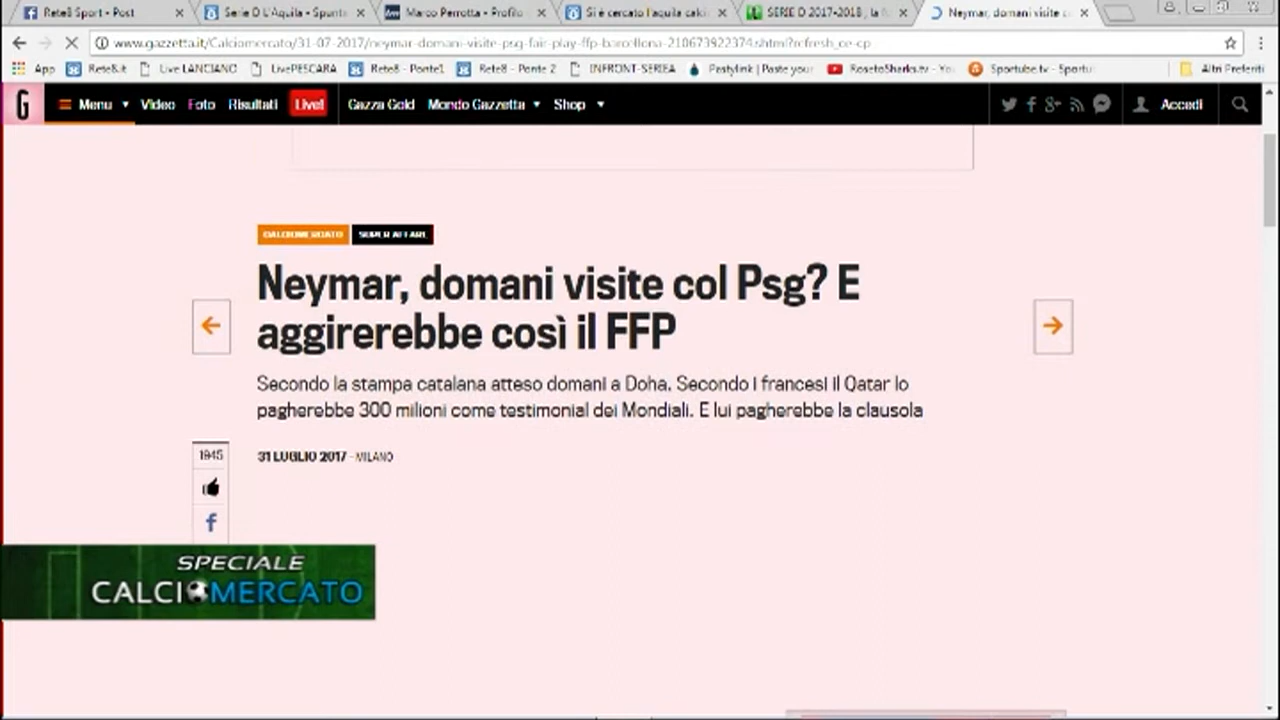 Rete8 Sport - Post
Serie D L'Aquila - Spunta
Marco Perrotta - Profilo
Si è cercato l'aquila calci
SERIE D 2017-2018 , la
Neymar, domani visite c
www.gazzetta.it/Calciomercato/31-07-2017/neymar-domani-visite-psg-fair-play-ffp-barcellona-210673922374.shtml?refresh_ce-cp
App
Rete8.it
Live LANCIANO
LivePESCARA
Rete8 - Ponte1
Rete8 - Ponte 2
INFRONT-SERIEA
Pastylink | Paste your
RosetoSharks.tv - Yo
Sportube.tv - Sportu
Altri Preferiti
G
Menu
Video
Foto
Risultati
Live!
Gazza Gold
Mondo Gazzetta
Shop
Accedi
CALCIOMERCATO
SUPER AFFARE
Neymar, domani visite col Psg? E
aggirerebbe così il FFP
Secondo la stampa catalana atteso domani a Doha. Secondo i francesi il Qatar lo
pagherebbe 300 milioni come testimonial dei Mondiali. E lui pagherebbe la clausola
1945
31 LUGLIO 2017 - MILANO
SPECIALE
CALCIOMERCATO